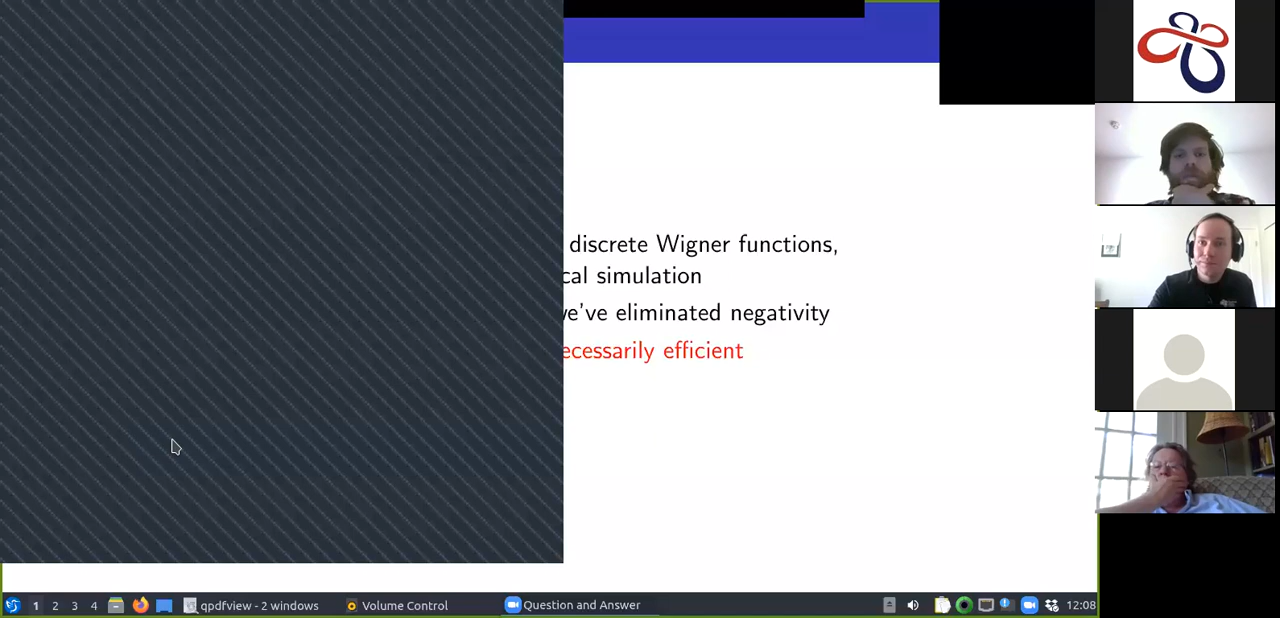 discrete Wigner functions,
cal simulation
we've eliminated negativity
ecessarily efficient
1 2 3 4 qpdfview - 2 windows Volume Control Question and Answer 12:08